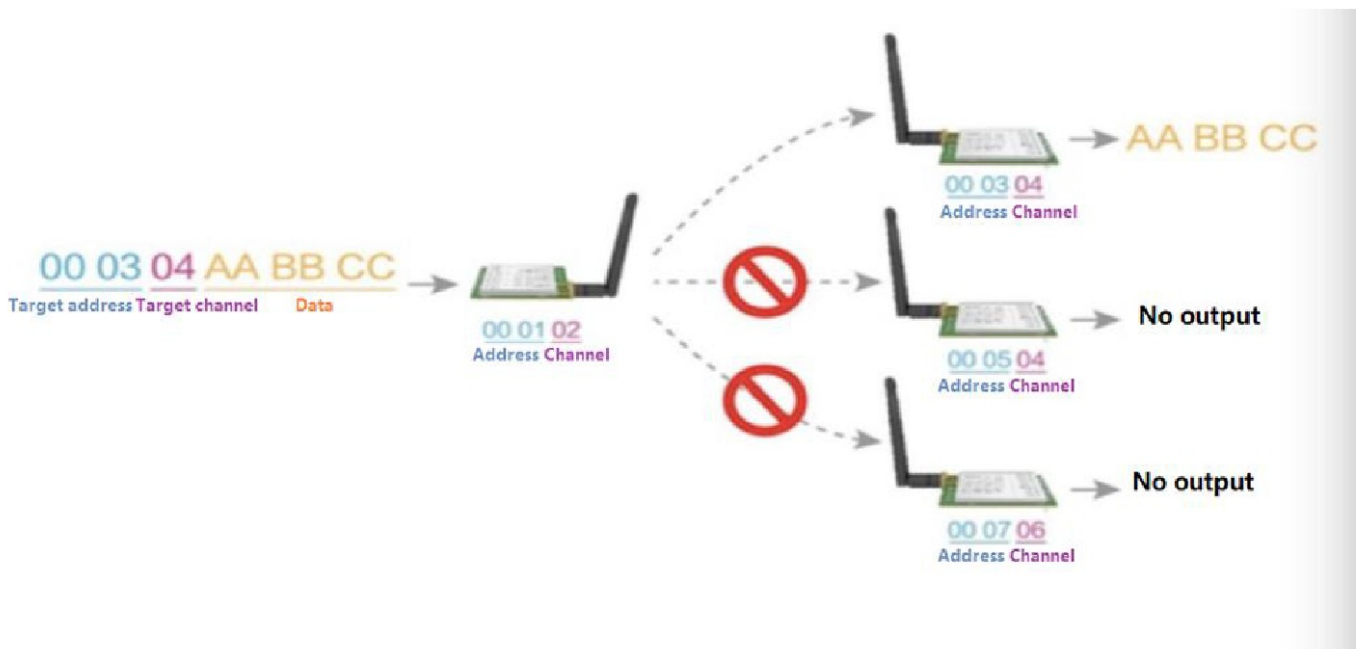 00 03 04 AA BB CC
Target address Target channel Data
00 01 02
Address Channel
00 03 04
Address Channel
AA BB CC
00 05 04
Address Channel
No output
00 07 06
Address Channel
No output